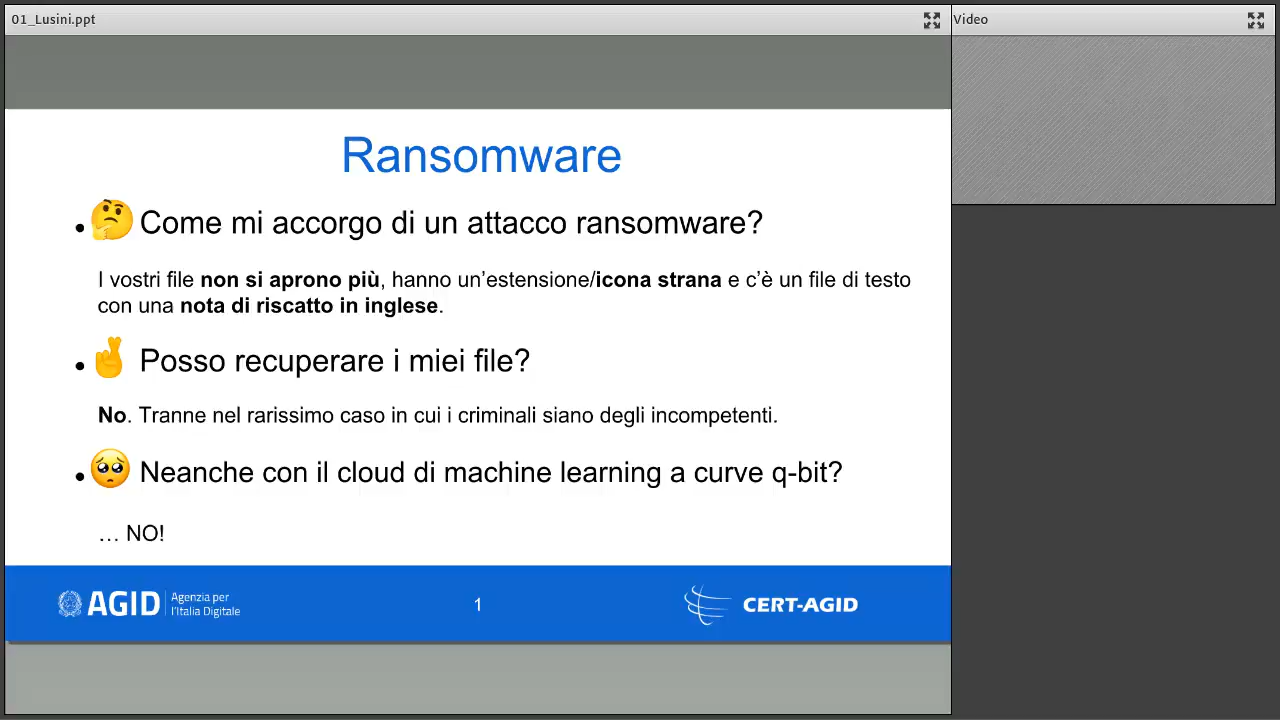 01_Lusini.ppt
Video
Ransomware
• 🤔 Come mi accorgo di un attacco ransomware?
I vostri file non si aprono più, hanno un’estensione/icona strana e c’è un file di testo
con una nota di riscatto in inglese.
• 🤞 Posso recuperare i miei file?
No. Tranne nel rarissimo caso in cui i criminali siano degli incompetenti.
• 🥺 Neanche con il cloud di machine learning a curve q-bit?
… NO!
AGID
Agenzia per
l’Italia Digitale
1
CERT-AGID